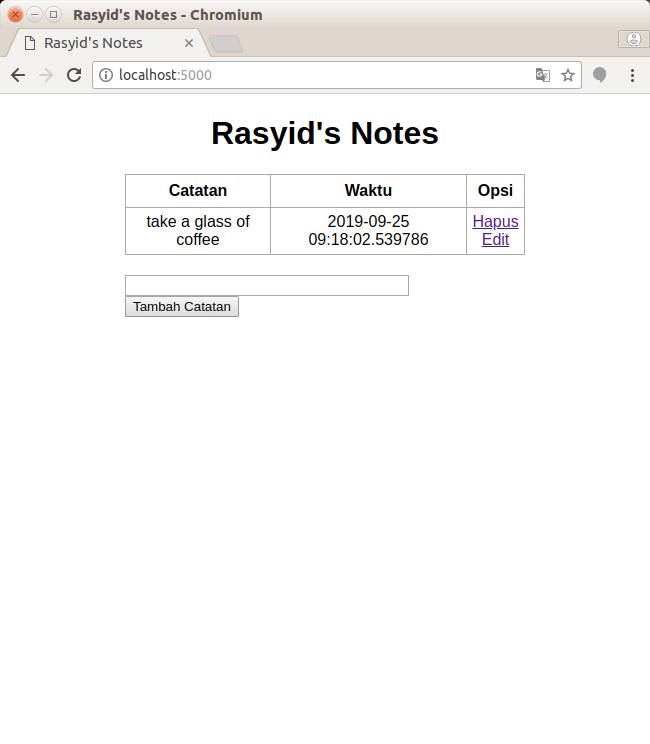 Rasyid's Notes - Chromium
Rasyid's Notes
localhost:5000
Rasyid's Notes
Catatan Waktu Opsi
take a glass of 2019-09-25 Hapus
coffee 09:18:02.539786 Edit
Tambah Catatan